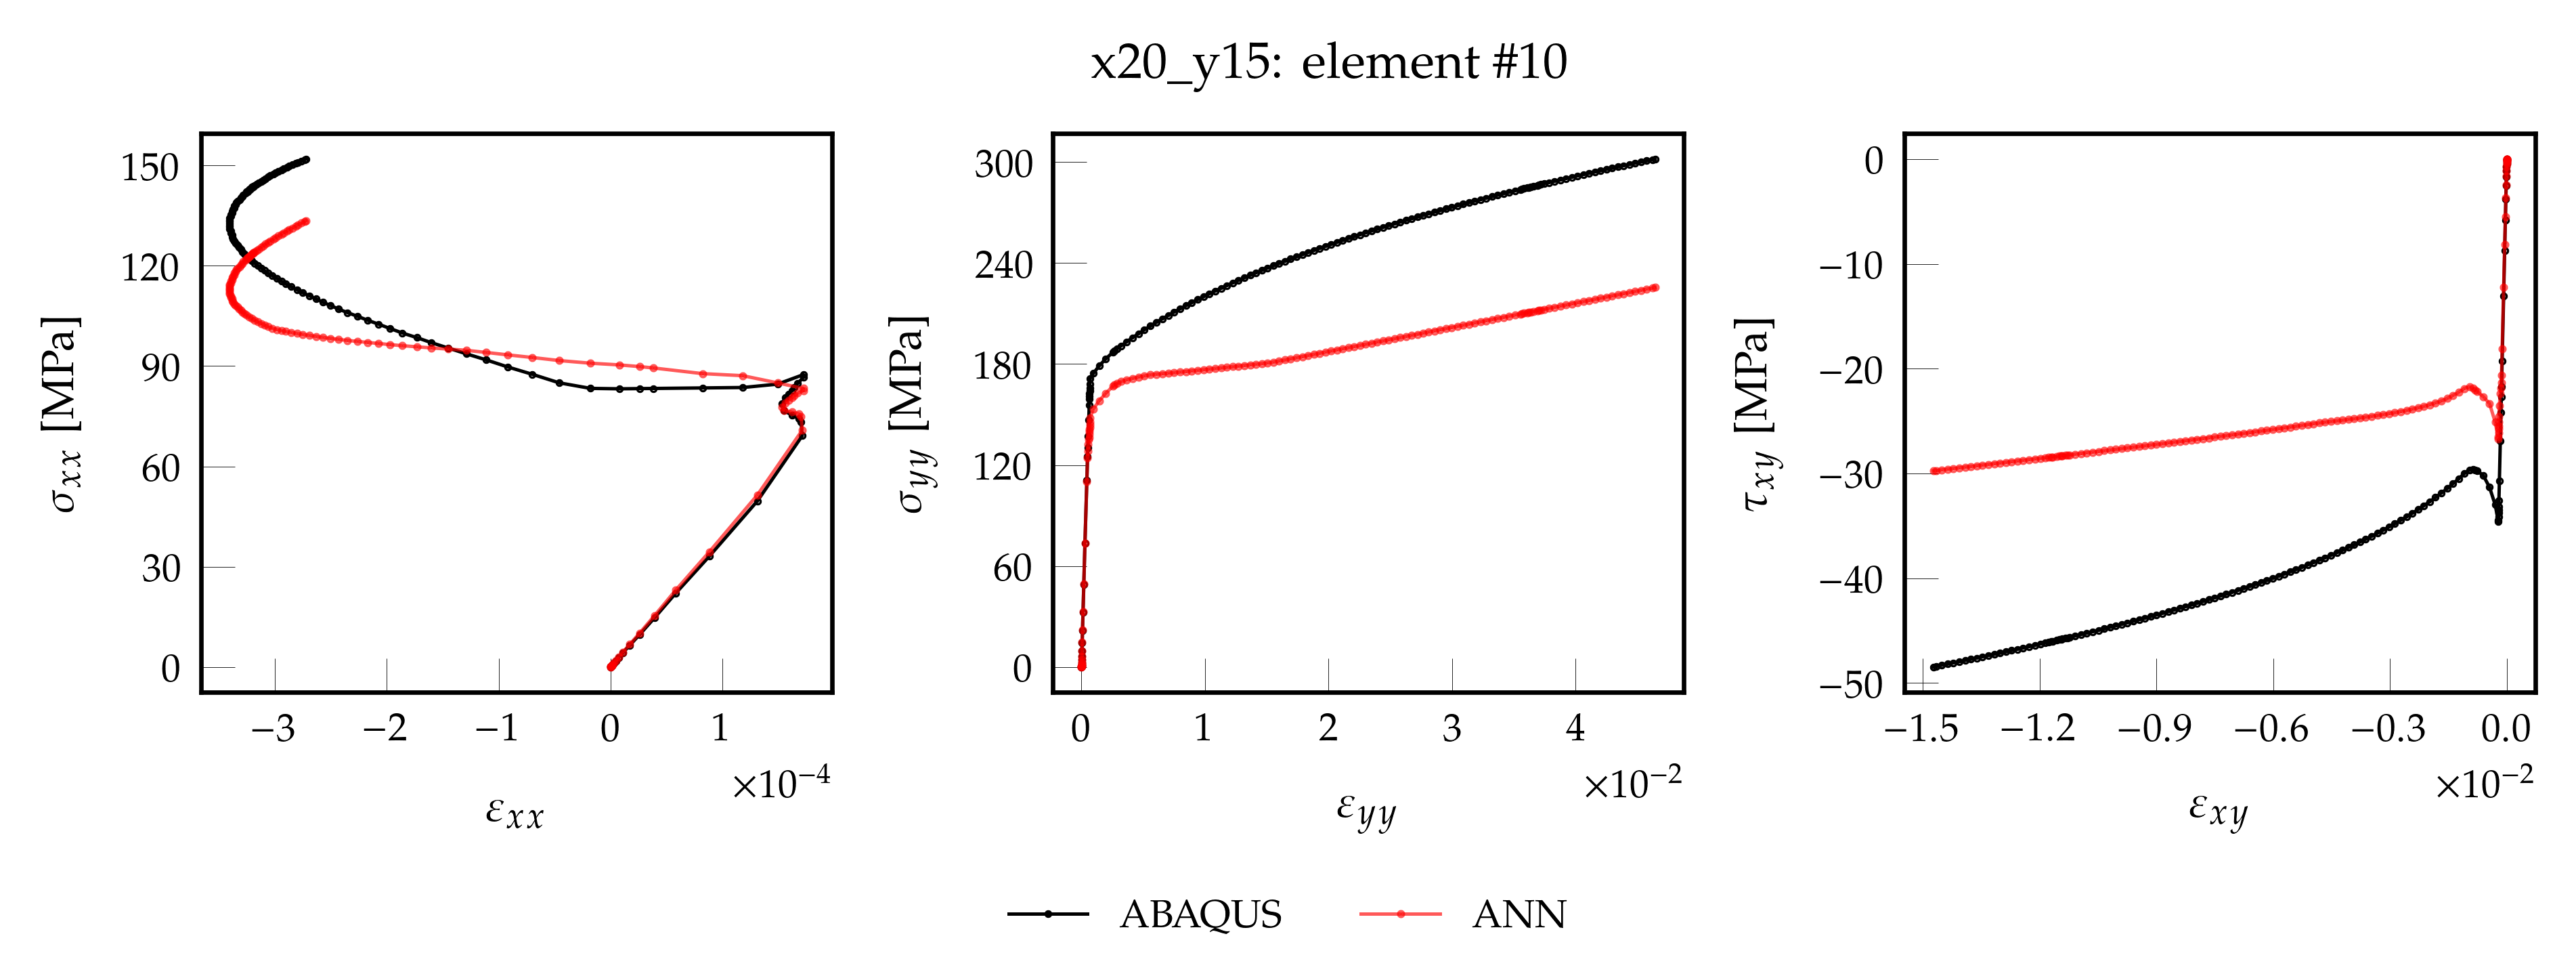 x20_y15: element #10
σxx [MPa]
150
120
90
60
30
0
−3 −2 −1 0 1
×10−4
εxx
σyy [MPa]
300
240
180
120
60
0
0 1 2 3 4
×10−2
εyy
τxy [MPa]
0
−10
−20
−30
−40
−50
−1.5 −1.2 −0.9 −0.6 −0.3 0.0
×10−2
εxy
ABAQUS ANN